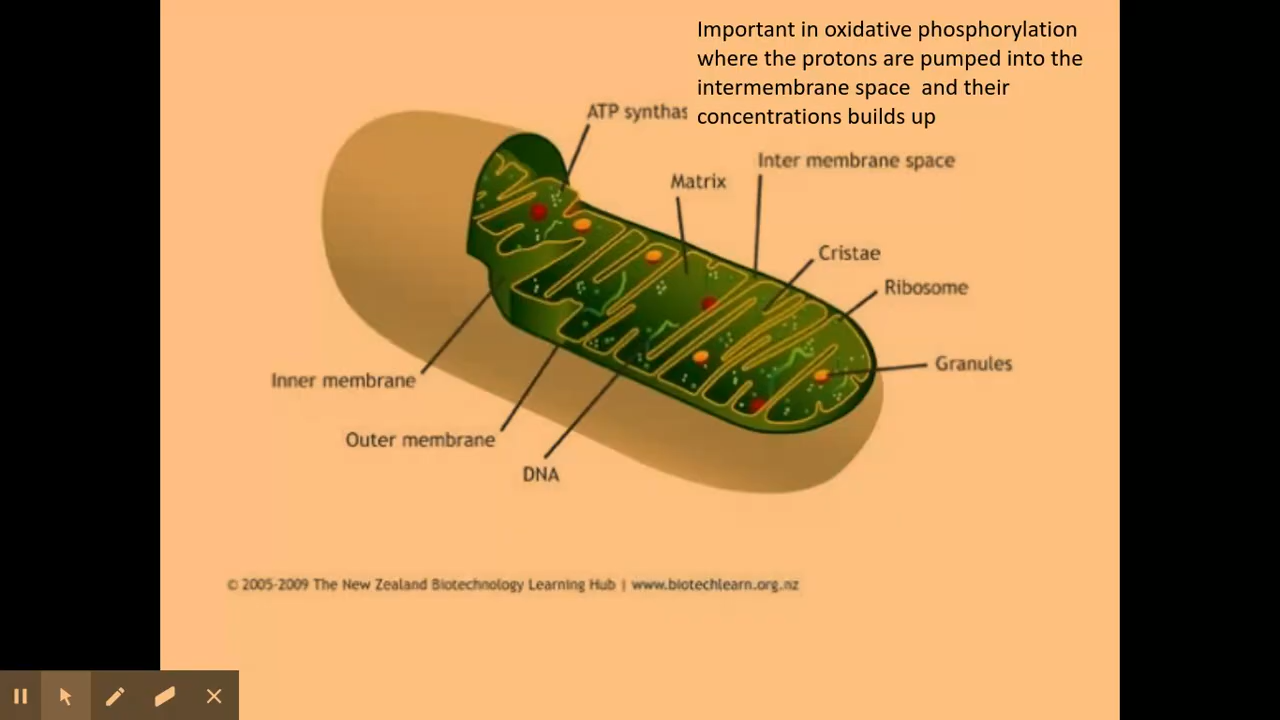 Important in oxidative phosphorylation
where the protons are pumped into the
intermembrane space and their
concentrations builds up
ATP synthas
Inter membrane space
Matrix
Cristae
Ribosome
Granules
Inner membrane
Outer membrane
DNA
© 2005-2009 The New Zealand Biotechnology Learning Hub | www.biotechlearn.org.nz